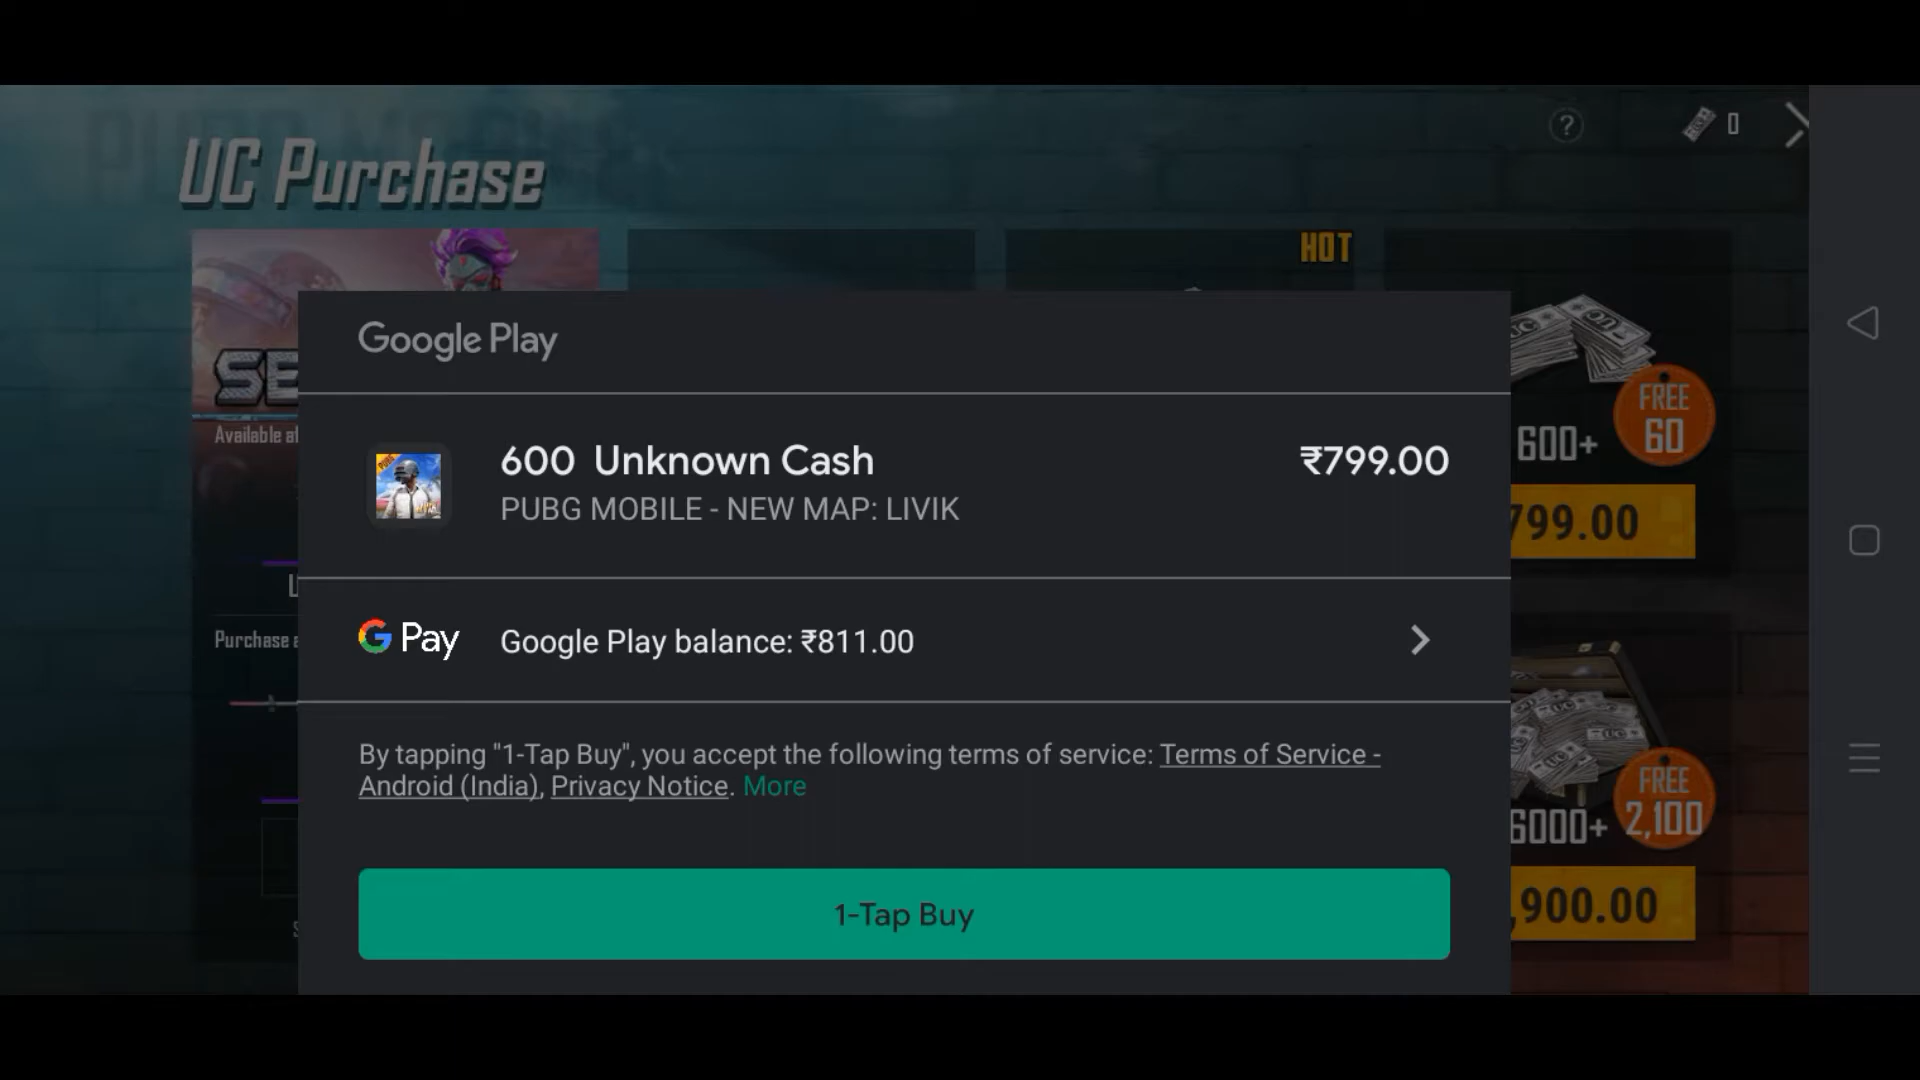 UC Purchase
?
0
HOT
SE
Available a
Purchase a
Google Play
600 Unknown Cash
₹799.00
PUBG MOBILE - NEW MAP: LIVIK
G Pay
Google Play balance: ₹811.00
By tapping "1-Tap Buy", you accept the following terms of service: Terms of Service -
Android (India), Privacy Notice. More
1-Tap Buy
FREE
60
600+
799.00
FREE
2,100
6000+
,900.00